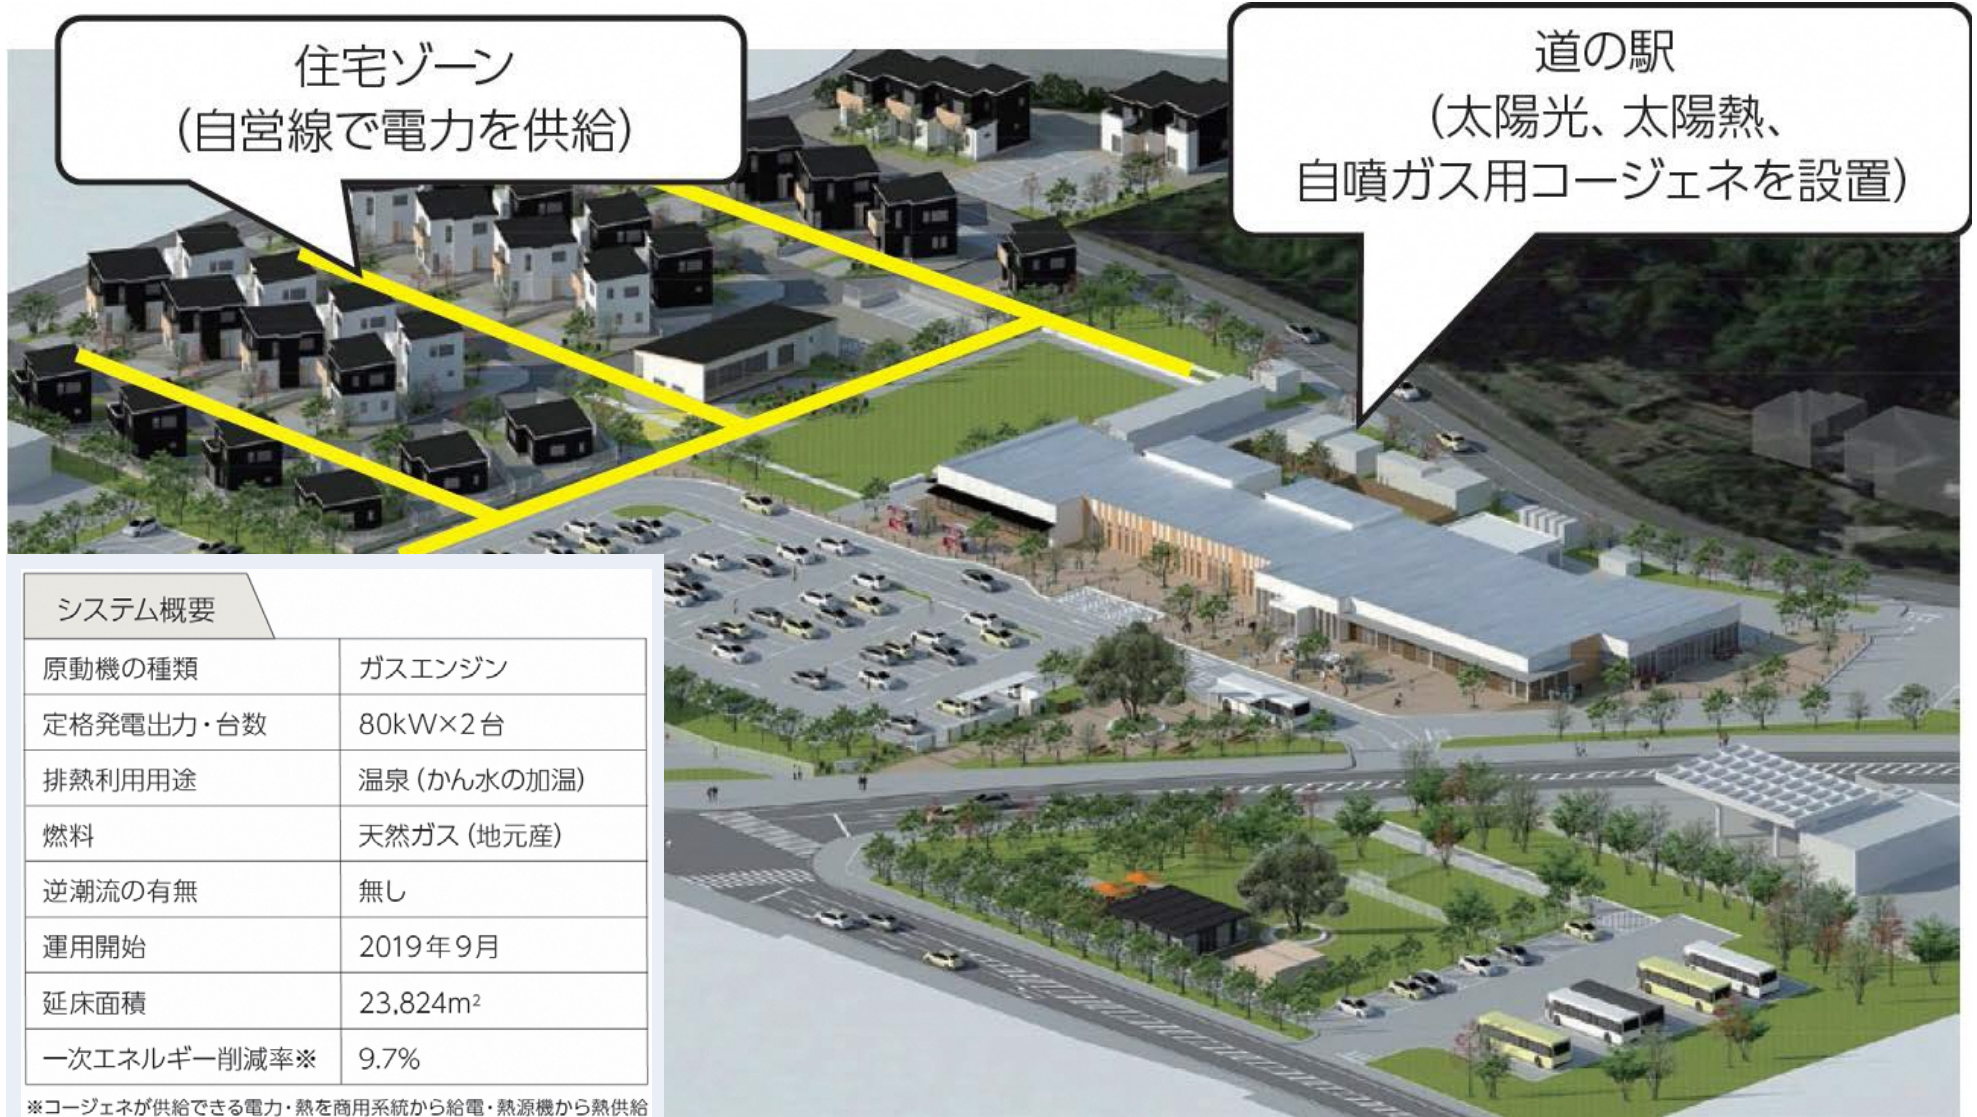 住宅ゾーン
(自営線で電力を供給)
道の駅
(太陽光、太陽熱、
自噴ガス用コージェネを設置)
システム概要
原動機の種類 ガスエンジン
定格発電出力・台数 80kW×2台
排熱利用用途 温泉(かん水の加温)
燃料 天然ガス(地元産)
逆潮流の有無 無し
運用開始 2019年9月
延床面積 23,824m²
一次エネルギー削減率※ 9.7%
※コージェネが供給できる電力・熱を商用系統から給電・熱源機から熱供給